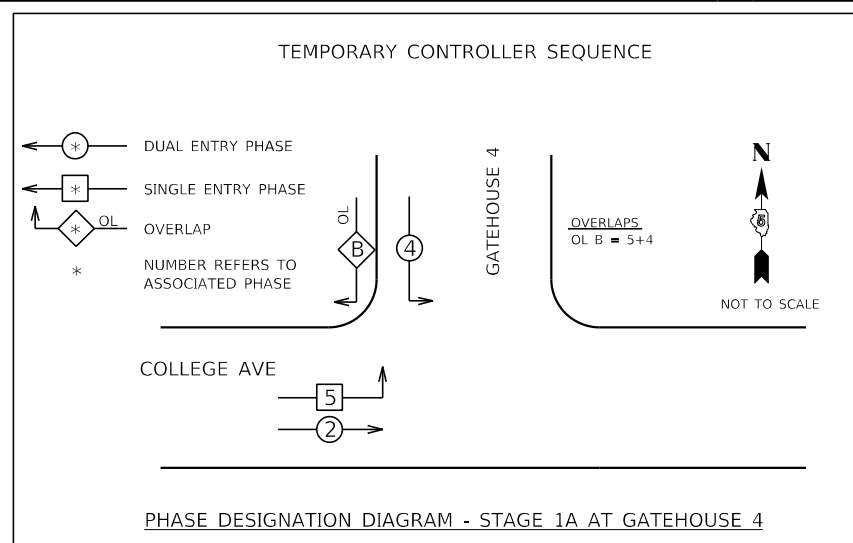 TEMPORARY CONTROLLER SEQUENCE
* DUAL ENTRY PHASE
* SINGLE ENTRY PHASE
* OL OVERLAP
* NUMBER REFERS TO
ASSOCIATED PHASE
OL
B
4
GATEHOUSE 4
OVERLAPS
OL B = 5+4
N
5
NOT TO SCALE
COLLEGE AVE
5
2
PHASE DESIGNATION DIAGRAM - STAGE 1A AT GATEHOUSE 4